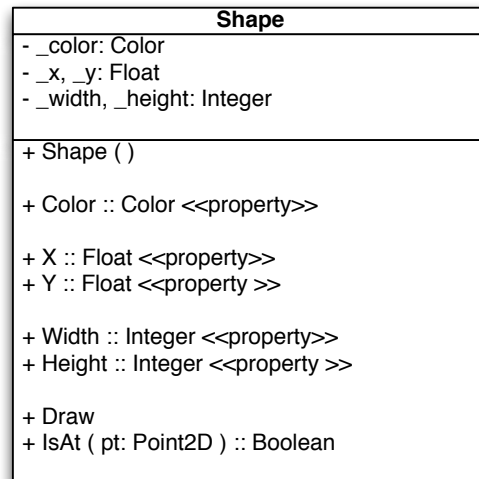 Shape
- _color: Color
- _x, _y: Float
- _width, _height: Integer
+ Shape ( )
+ Color :: Color <<property>>
+ X :: Float <<property>>
+ Y :: Float <<property >>
+ Width :: Integer <<property>>
+ Height :: Integer <<property >>
+ Draw
+ IsAt ( pt: Point2D ) :: Boolean